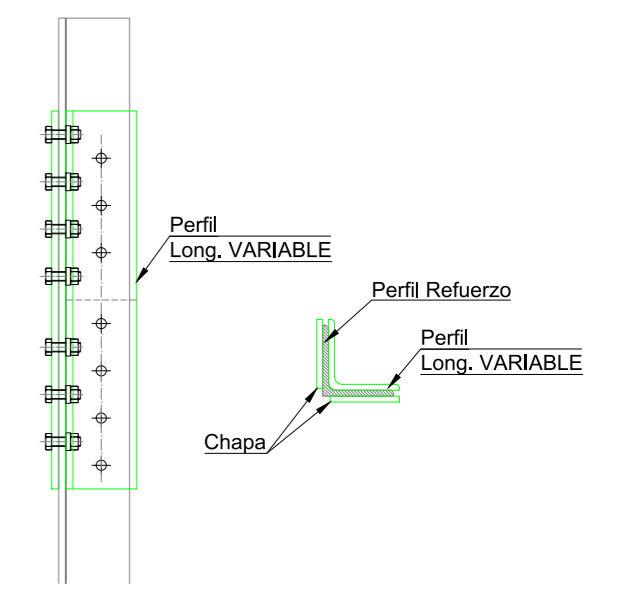 Perfil
Long. VARIABLE
Perfil Refuerzo
Perfil
Long. VARIABLE
Chapa